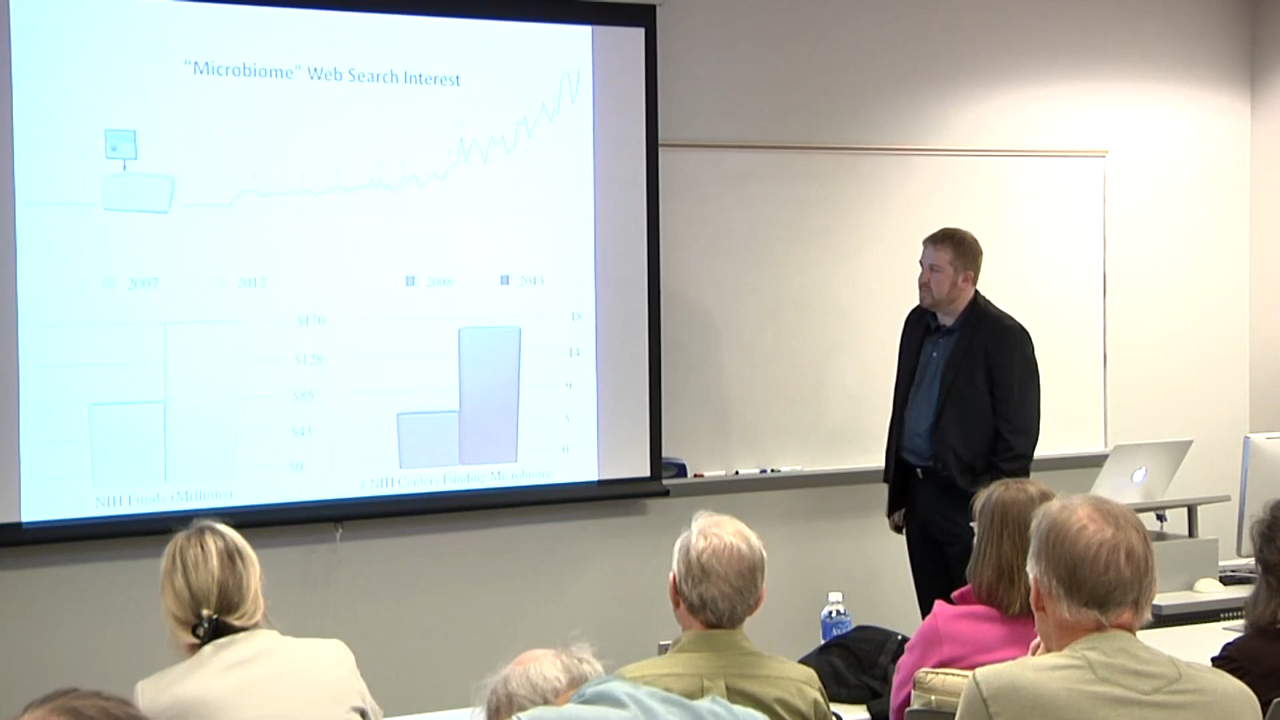 "Microbiome" Web Search Interest
2007 2012 2008 2013
$170
$128
$85
$43
$0
18
14
9
5
0
NIH Funds (Millions)
# NIH Centers Funding Microbiome